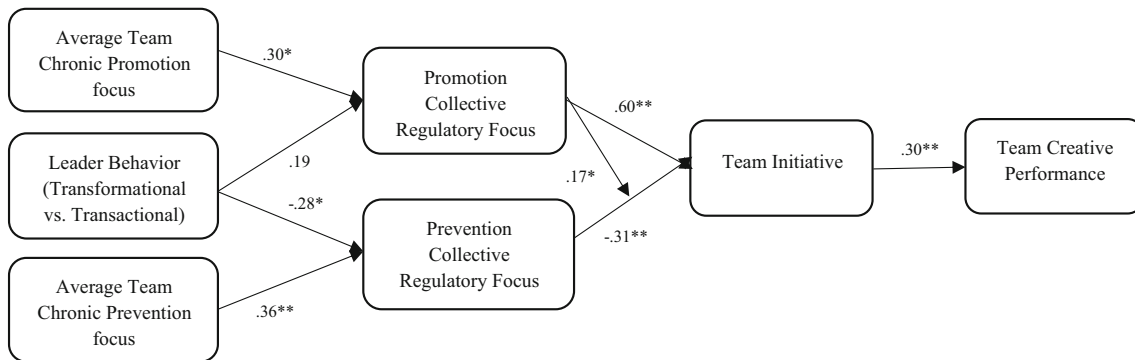 Average Team
Chronic Promotion
focus
.30*
Promotion
Collective
Regulatory Focus
.60**
Leader Behavior
(Transformational
vs. Transactional)
.19
-.28*
.17*
Team Initiative
.30**
Team Creative
Performance
Prevention
Collective
Regulatory Focus
-.31**
Average Team
Chronic Prevention
focus
.36**